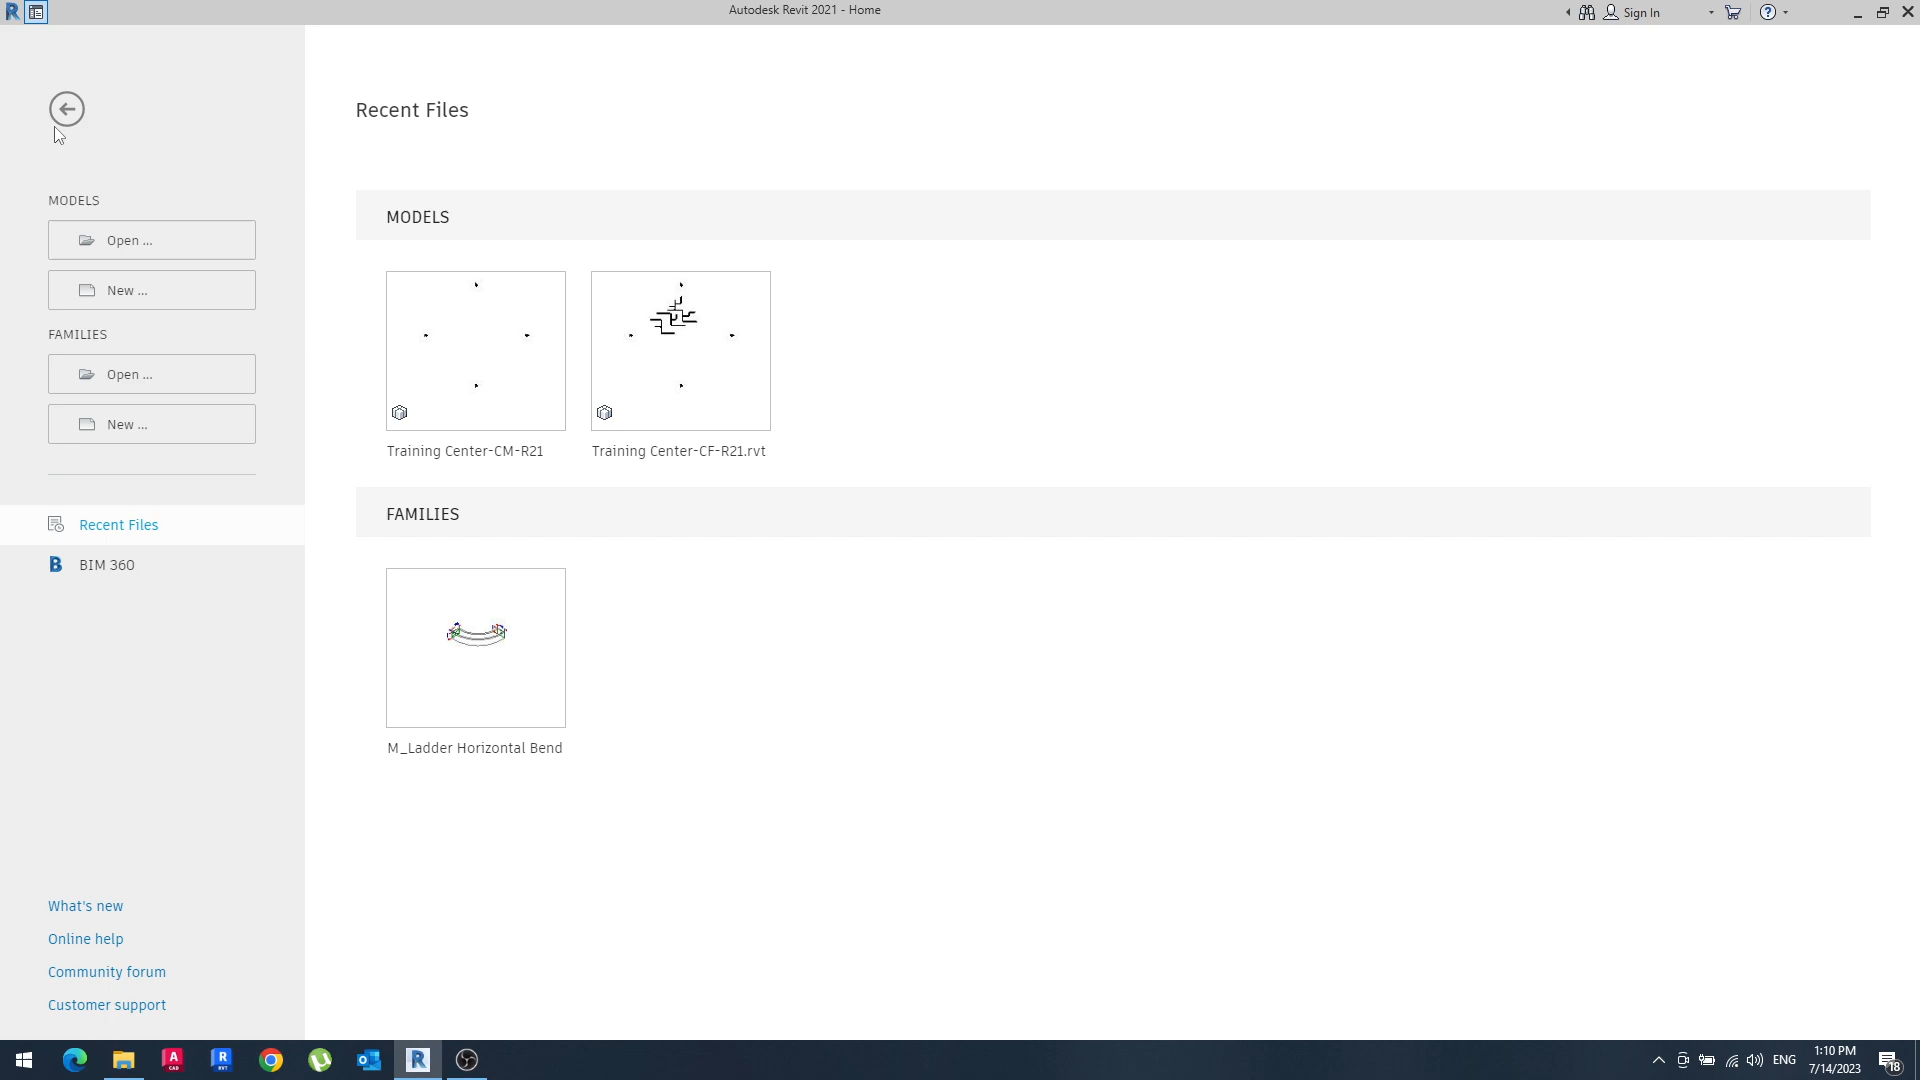 Autodesk Revit 2021 - Home
Sign In
Recent Files
MODELS
Open ...
New ...
FAMILIES
Open ...
New ...
Recent Files
BIM 360
What's new
Online help
Community forum
Customer support
MODELS
Training Center-CM-R21
Training Center-CF-R21.rvt
FAMILIES
M_Ladder Horizontal Bend
ENG
1:10 PM
7/14/2023
18